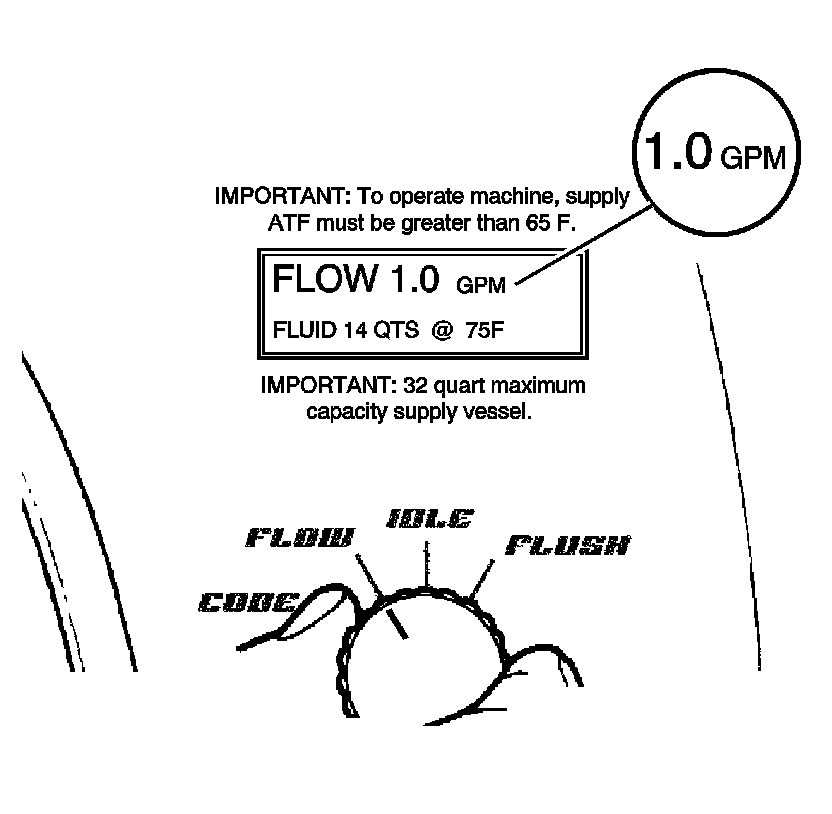 1.0 GPM
IMPORTANT: To operate machine, supply
ATF must be greater than 65 F.
FLOW 1.0 GPM
FLUID 14 QTS @ 75F
IMPORTANT: 32 quart maximum
capacity supply vessel.
IDLE
FLOW
FLUSH
CODE